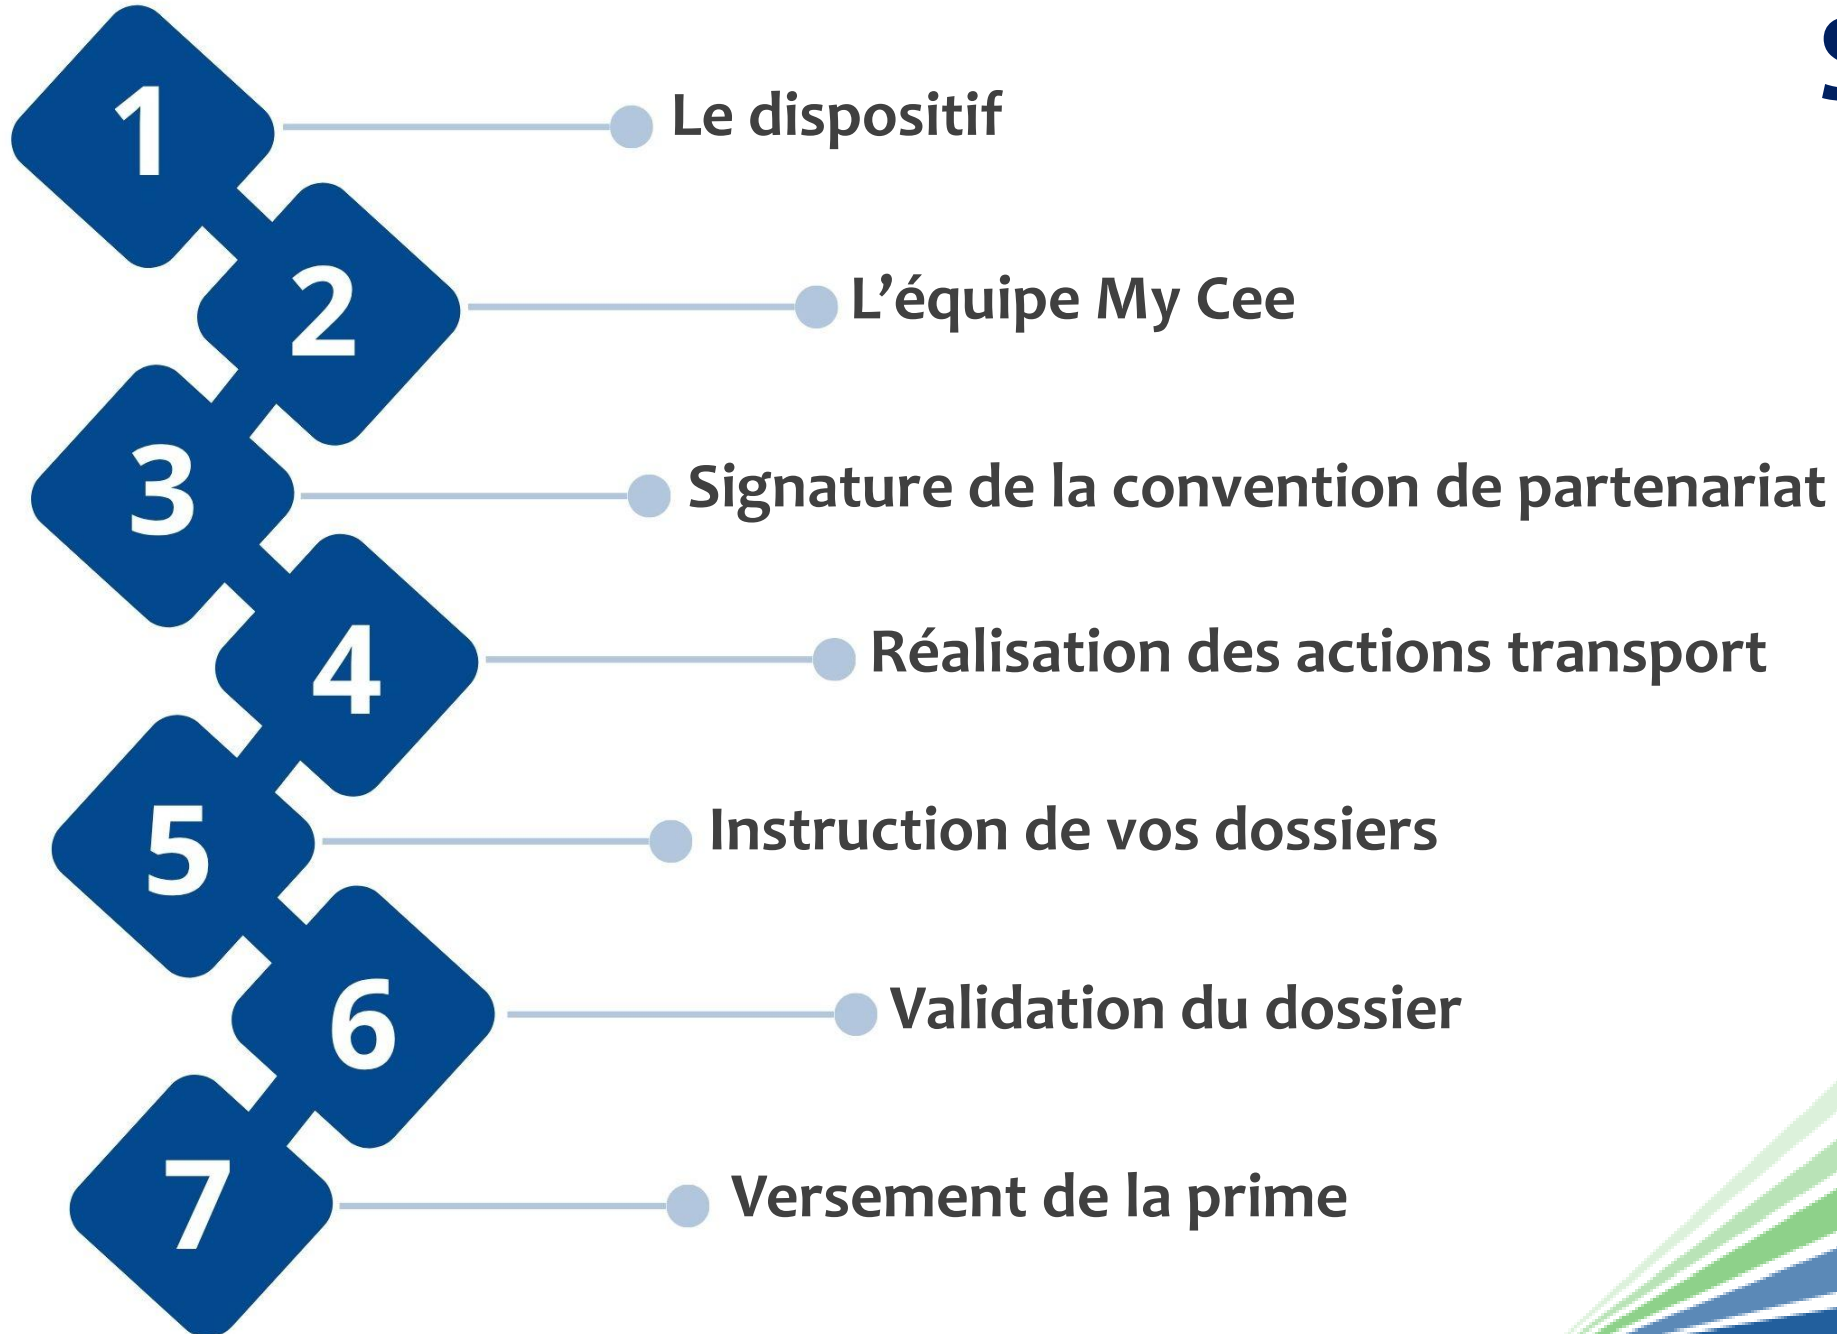 S
1
Le dispositif
2
L’équipe My Cee
3
Signature de la convention de partenariat
4
Réalisation des actions transport
5
Instruction de vos dossiers
6
Validation du dossier
7
Versement de la prime